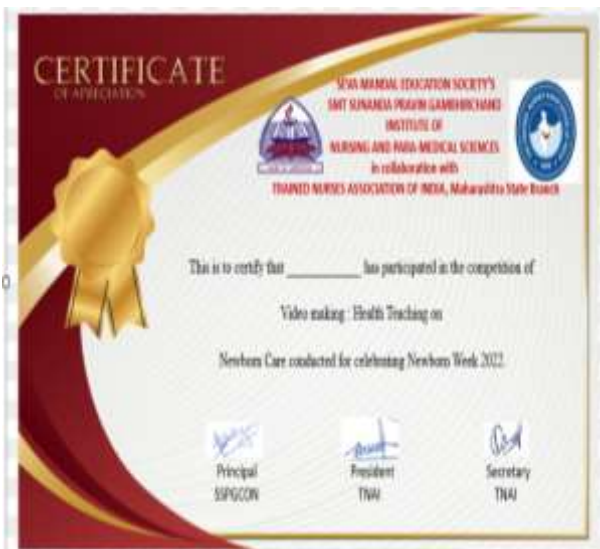 CERTIFICATE
OF APRECIATION
SEVA MANDAL EDUCATION SOCIETY'S
SMT SUNANDA PRAVIN GAMBHIRCHAND
INSTITUTE OF
NURSING AND PARA-MEDICAL SCIENCES
in collaboration with
TRAINED NURSES ASSOCIATION OF INDIA, Maharashtra State Branch
This is to certify that ____________ has participated in the competition of
Video making : Health Teaching on
Newborn Care conducted for celebrating Newborn Week 2022.
Principal
SSPGCON
President
TNAI
Secretary
TNAI